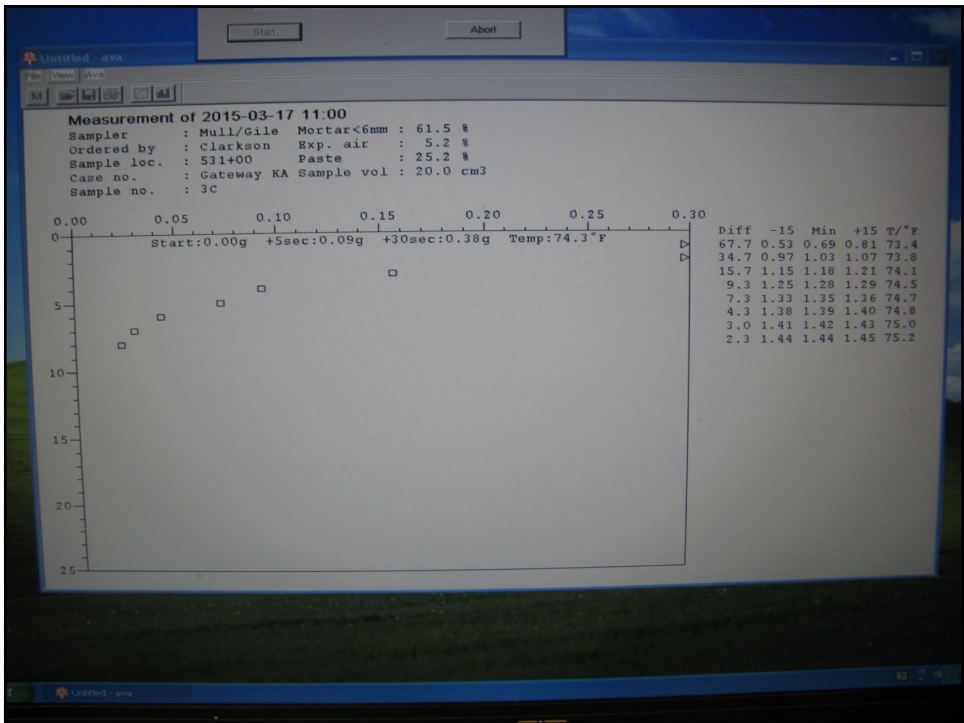 Start Abort
Untitled - ava
File View Ava
M
Measurement of 2015-03-17 11:00
Sampler : Mull/Gile Mortar<6mm : 61.5 %
Ordered by : Clarkson Exp. air : 5.2 %
Sample loc. : 531+00 Paste : 25.2 %
Case no. : Gateway KA Sample vol : 20.0 cm3
Sample no. : 3C
0.00 0.05 0.10 0.15 0.20 0.25 0.30
Start:0.00g +5sec:0.09g +30sec:0.38g Temp:74.3°F
0
5
10
15
20
25
Diff -15 Min +15 T/°F
67.7 0.53 0.69 0.81 73.4
34.7 0.97 1.03 1.07 73.8
15.7 1.15 1.18 1.21 74.1
9.3 1.25 1.28 1.29 74.5
7.3 1.33 1.35 1.36 74.7
4.3 1.38 1.39 1.40 74.8
3.0 1.41 1.42 1.43 75.0
2.3 1.44 1.44 1.45 75.2
Untitled - ava